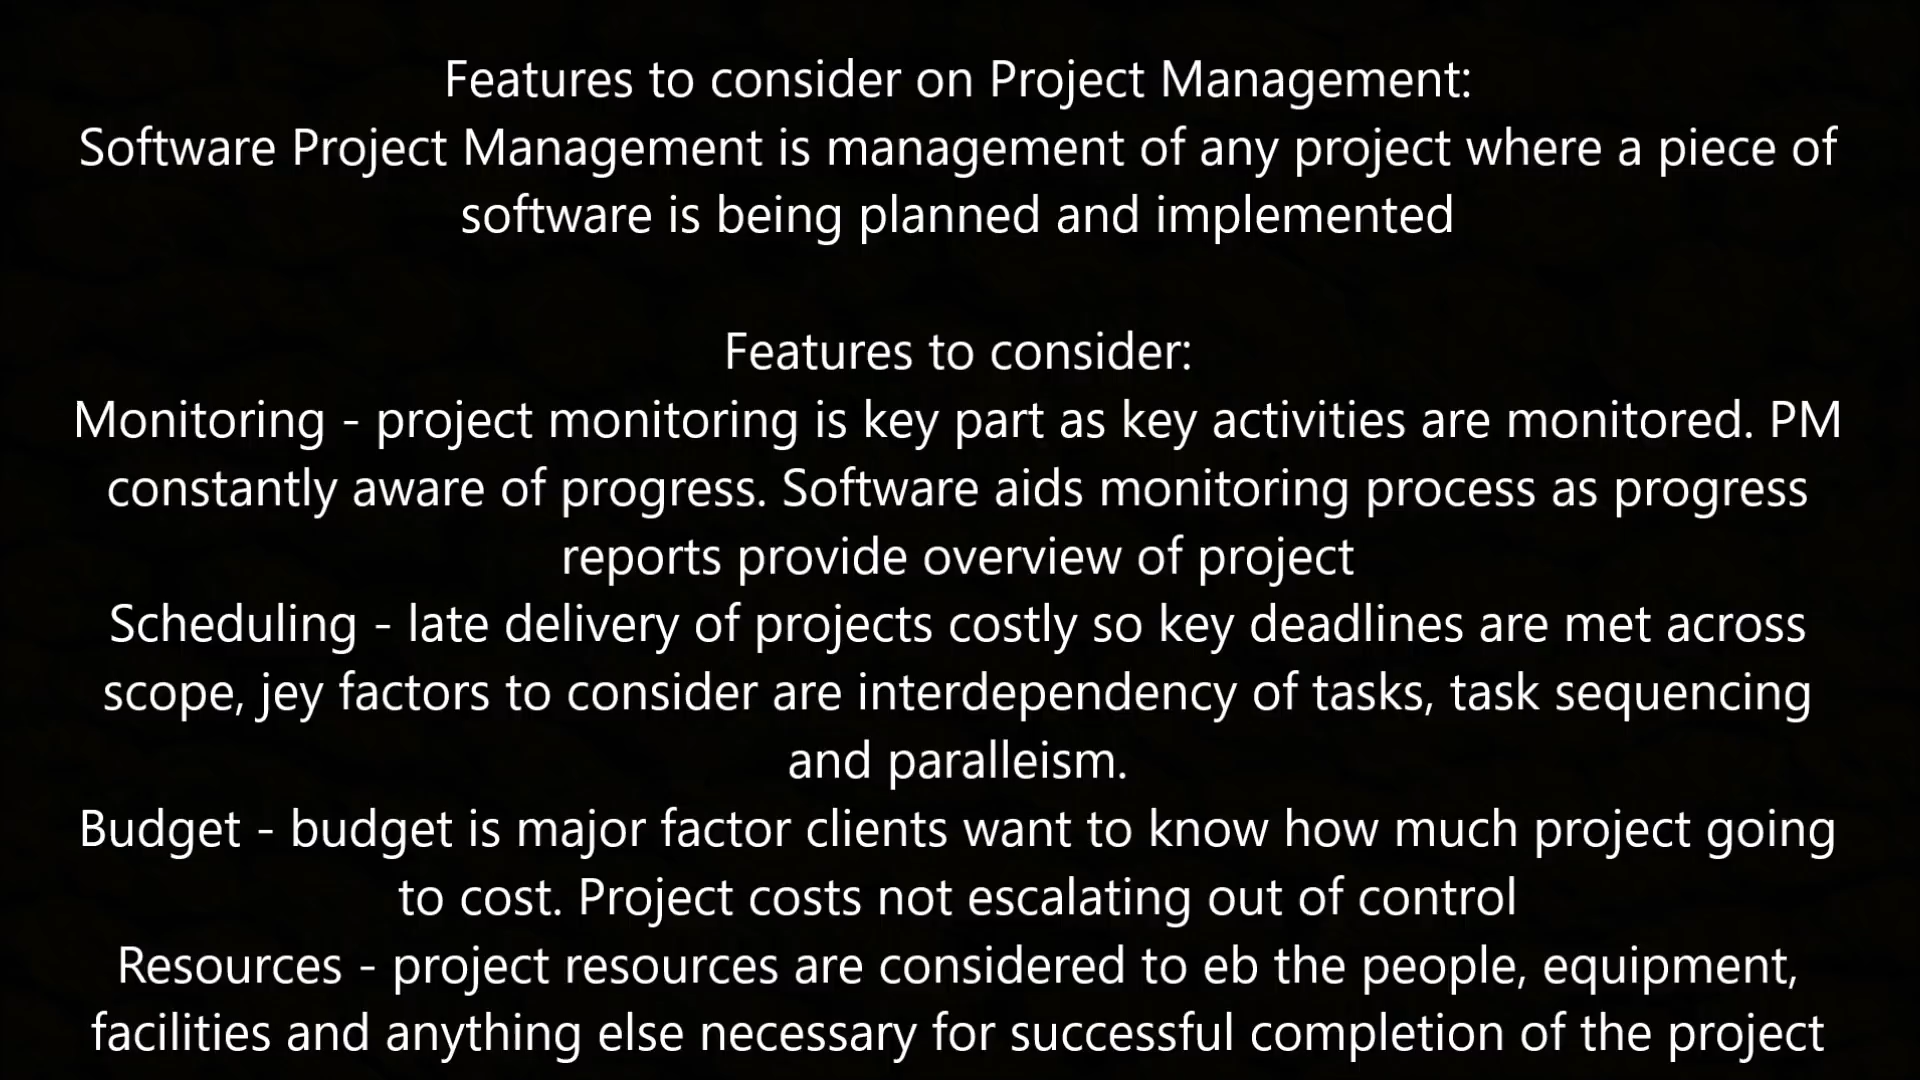 Features to consider on Project Management:
Software Project Management is management of any project where a piece of
software is being planned and implemented
Features to consider:
Monitoring - project monitoring is key part as key activities are monitored. PM
constantly aware of progress. Software aids monitoring process as progress
reports provide overview of project
Scheduling - late delivery of projects costly so key deadlines are met across
scope, jey factors to consider are interdependency of tasks, task sequencing
and paralleism.
Budget - budget is major factor clients want to know how much project going
to cost. Project costs not escalating out of control
Resources - project resources are considered to eb the people, equipment,
facilities and anything else necessary for successful completion of the project